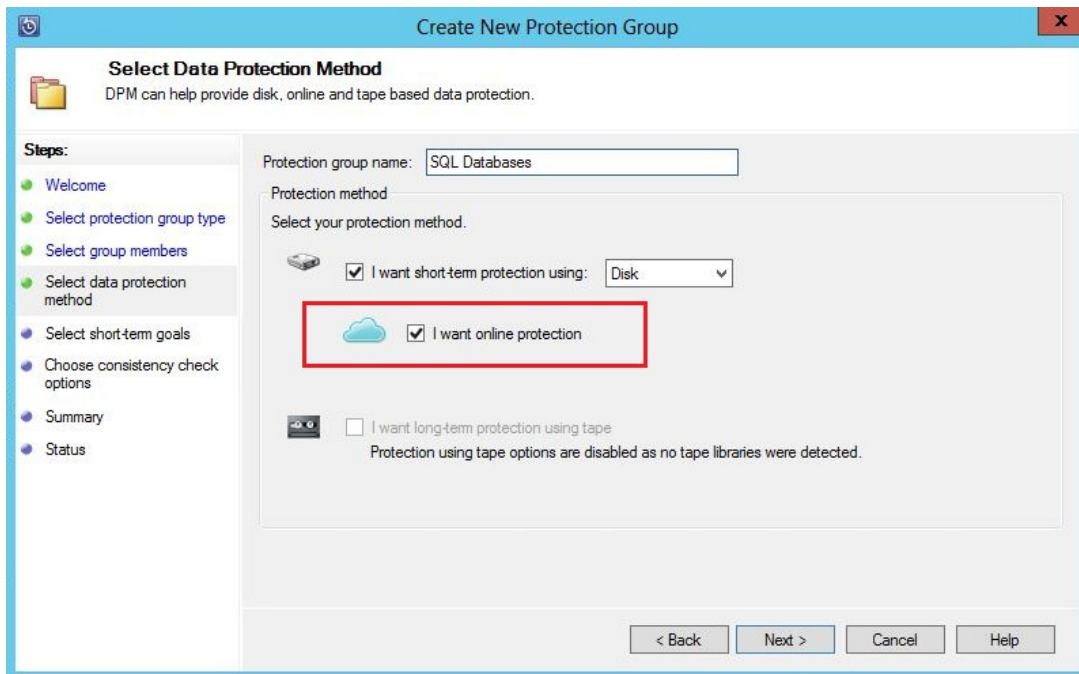 Create New Protection Group
x
Select Data Protection Method
DPM can help provide disk, online and tape based data protection.
Steps:
Welcome
Select protection group type
Select group members
Select data protection
method
Select short-term goals
Choose consistency check
options
Summary
Status
Protection group name: SQL Databases
Protection method
Select your protection method.
I want short-term protection using: Disk
I want online protection
I want long-term protection using tape
Protection using tape options are disabled as no tape libraries were detected.
< Back Next > Cancel Help